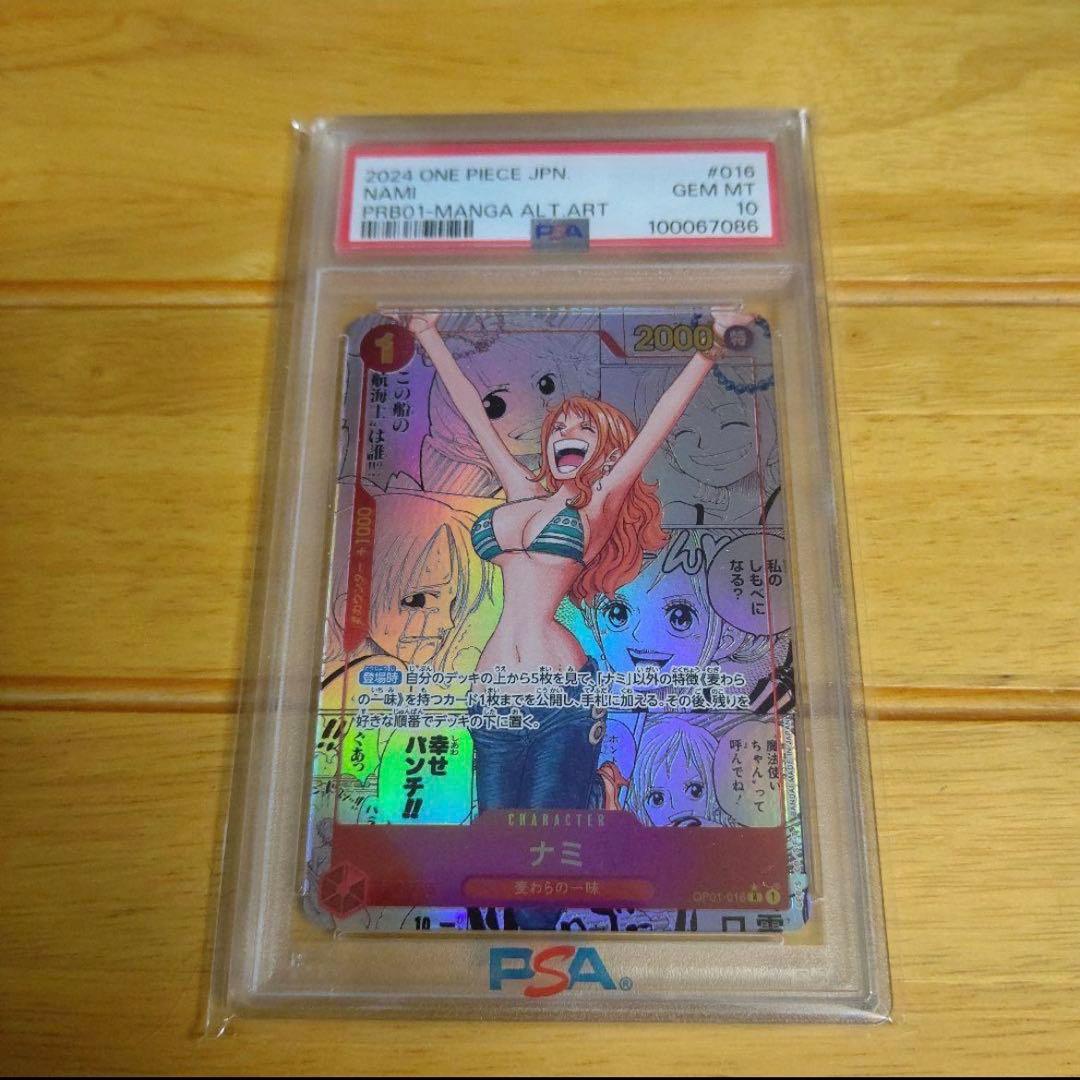 2024 ONE PIECE JPN.
#016
NAMI
GEM MT
PRB01-MANGA ALT ART
10
PSA
100067086
1
2000
特
この船の
航海士”は誰!!?
カウンター +1000
私の
しもべに
なる?
登場時 自分のデッキの上から5枚を見て、「ナミ」以外の特徴《麦わら
の一味》を持つカード1枚までを公開し、手札に加える。その後、残りを
好きな順番でデッキの下に置く。
幸せ
パンチ!!
魔法使い
ちゃん”って
呼んでね!
CHARACTER
ナミ
麦わらの一味
OP01-016 R 1
PSA®